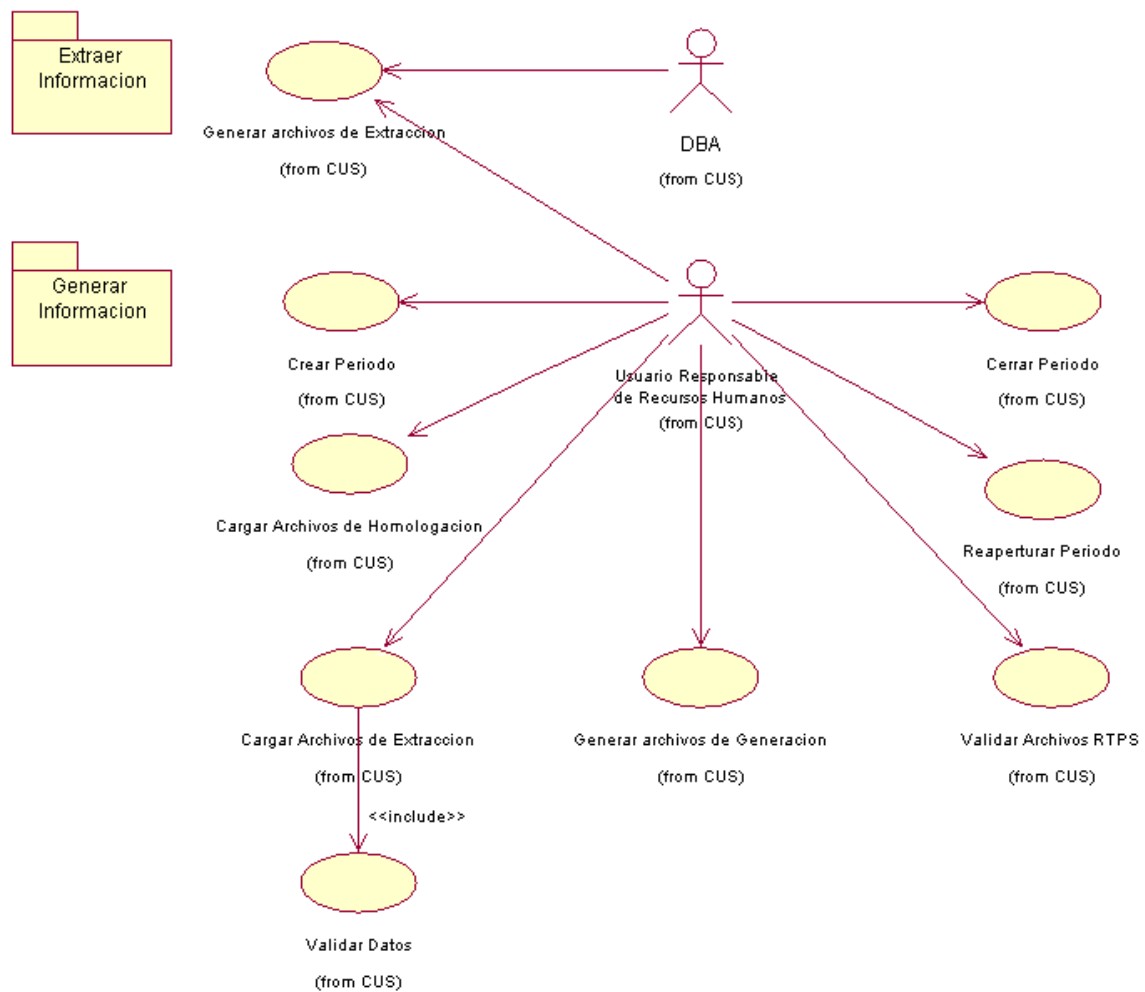 Extraer
Informacion
Generar archivos de Extraccion
(from CUS)
DBA
(from CUS)
Generar
Informacion
Crear Periodo
(from CUS)
Usuario Responsable
de Recursos Humanos
(from CUS)
Cerrar Periodo
(from CUS)
Cargar Archivos de Homologacion
(from CUS)
Reaperturar Periodo
(from CUS)
Cargar Archivos de Extraccion
(from CUS)
Generar archivos de Generacion
(from CUS)
Validar Archivos RTPS
(from CUS)
<<include>>
Validar Datos
(from CUS)